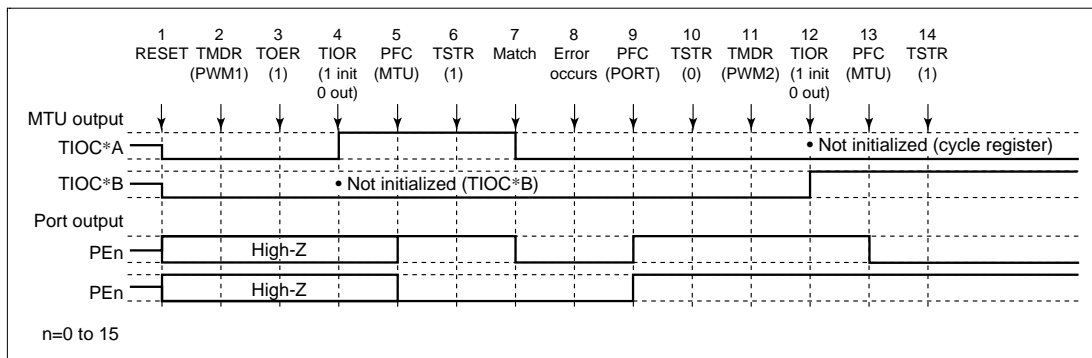 1 2 3 4 5 6 7 8 9 10 11 12 13 14
RESET TMDR TOER TIOR PFC TSTR Match Error PFC TSTR TMDR TIOR PFC TSTR
(PWM1) (1) (1 init (MTU) (1) occurs (PORT) (0) (PWM2) (1 init (MTU) (1)
0 out) 0 out)
MTU output
TIOC*A • Not initialized (cycle register)
TIOC*B • Not initialized (TIOC*B)
Port output
PEn High-Z
PEn High-Z
n=0 to 15